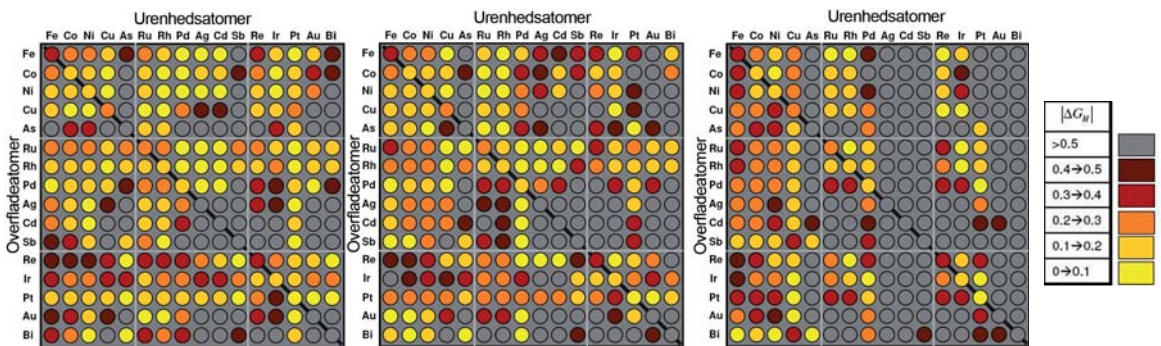 Urenhedsatomer
Fe Co Ni Cu As Ru Rh Pd Ag Cd Sb Re Ir Pt Au Bi
Overfladeatomer
Fe
Co
Ni
Cu
As
Ru
Rh
Pd
Ag
Cd
Sb
Re
Ir
Pt
Au
Bi
Urenhedsatomer
Fe Co Ni Cu As Ru Rh Pd Ag Cd Sb Re Ir Pt Au Bi
Overfladeatomer
Fe
Co
Ni
Cu
As
Ru
Rh
Pd
Ag
Cd
Sb
Re
Ir
Pt
Au
Bi
Urenhedsatomer
Fe Co Ni Cu As Ru Rh Pd Ag Cd Sb Re Ir Pt Au Bi
Overfladeatomer
Fe
Co
Ni
Cu
As
Ru
Rh
Pd
Ag
Cd
Sb
Re
Ir
Pt
Au
Bi
|ΔG_H|
>0.5
0.4→0.5
0.3→0.4
0.2→0.3
0.1→0.2
0→0.1